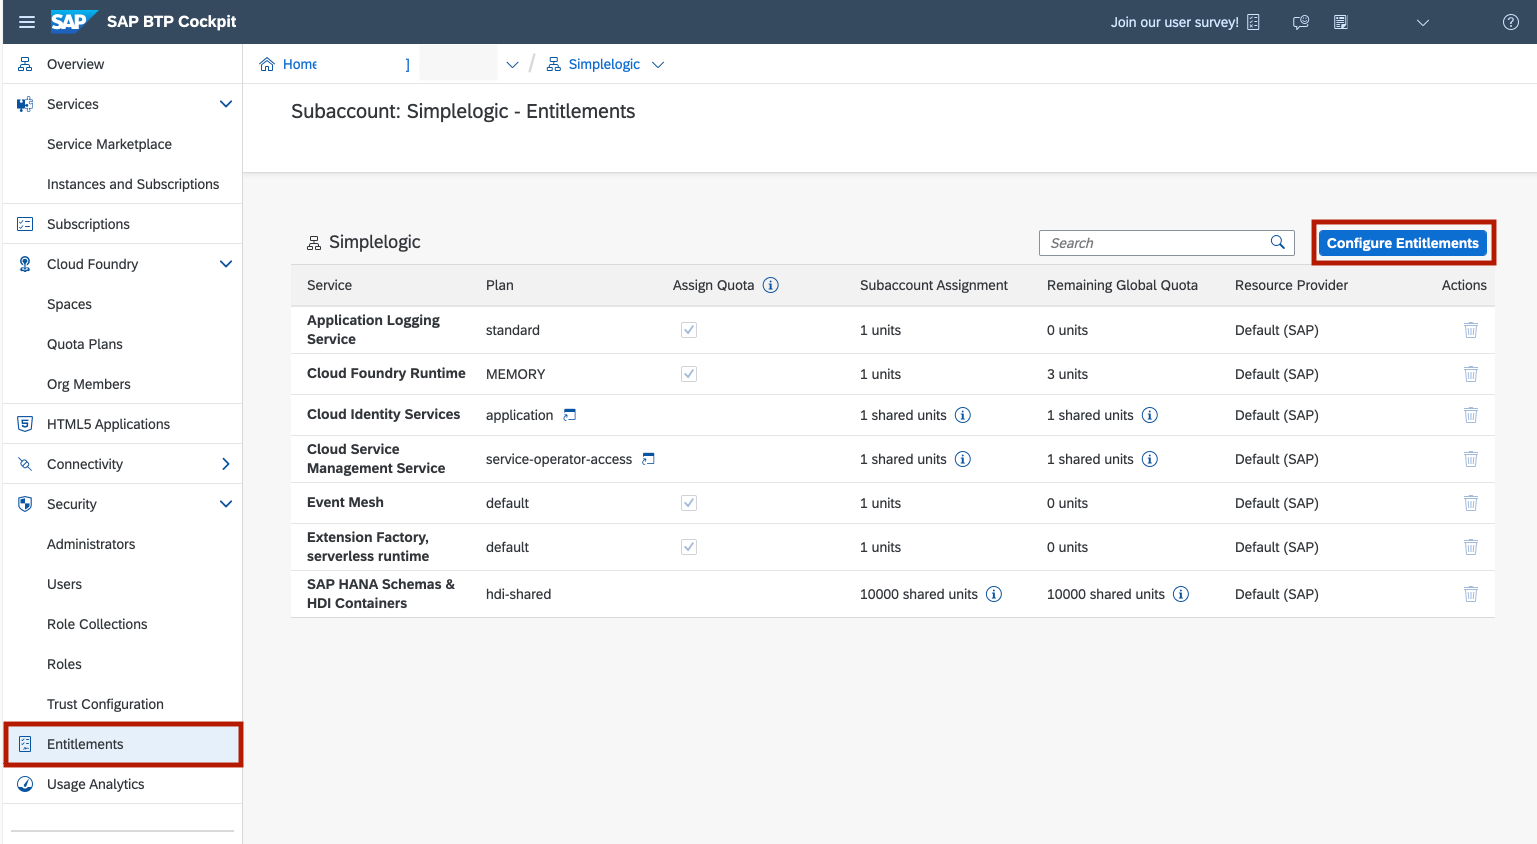 SAP SAP BTP Cockpit
Join our user survey!
Overview
Services
Service Marketplace
Instances and Subscriptions
Subscriptions
Cloud Foundry
Spaces
Quota Plans
Org Members
HTML5 Applications
Connectivity
Security
Administrators
Users
Role Collections
Roles
Trust Configuration
Entitlements
Usage Analytics
Home ] / Simplelogic
Subaccount: Simplelogic - Entitlements
Simplelogic
Search
Configure Entitlements
Service Plan Assign Quota Subaccount Assignment Remaining Global Quota Resource Provider Actions
Application Logging
Service
standard 1 units 0 units Default (SAP)
Cloud Foundry Runtime MEMORY 1 units 3 units Default (SAP)
Cloud Identity Services application 1 shared units 1 shared units Default (SAP)
Cloud Service
Management Service
service-operator-access 1 shared units 1 shared units Default (SAP)
Event Mesh default 1 units 0 units Default (SAP)
Extension Factory,
serverless runtime
default 1 units 0 units Default (SAP)
SAP HANA Schemas &
HDI Containers
hdi-shared 10000 shared units 10000 shared units Default (SAP)